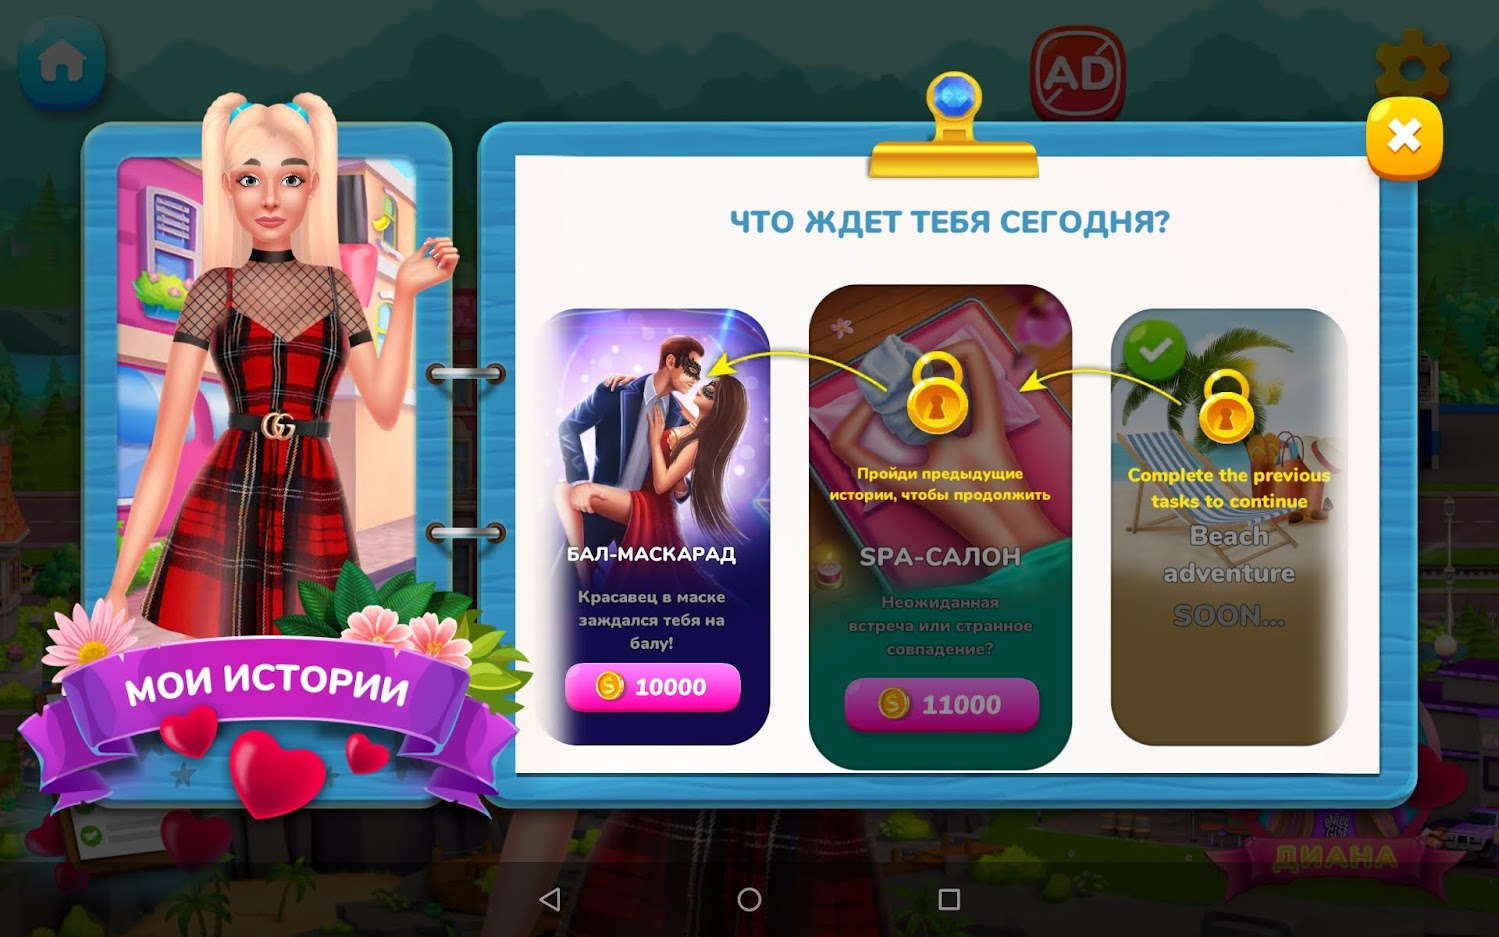 AD
ЧТО ЖДЕТ ТЕБЯ СЕГОДНЯ?
БАЛ-МАСКАРАД
Красавец в маске
заждался тебя на
балу!
10000
Пройди предыдущие
истории, чтобы продолжить
SPA-САЛОН
Неожиданная
встреча или странное
совпадение?
11000
Complete the previous
tasks to continue
Beach
adventure
SOON...
МОИ ИСТОРИИ
ДИАНА